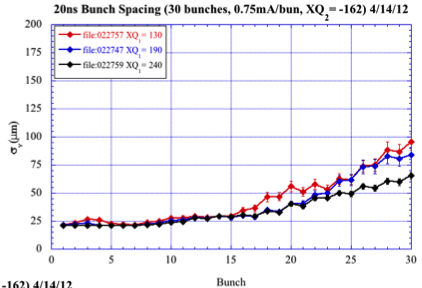 20ns Bunch Spacing (30 bunches, 0.75mA/bun, XQ2= -162) 4/14/12
200
175
150
125
100
75
50
25
0
σv(μm)
file:022757 XQ1= 130
file:022747 XQ1= 190
file:022759 XQ1= 240
0 5 10 15 20 25 30
Bunch
-162) 4/14/12